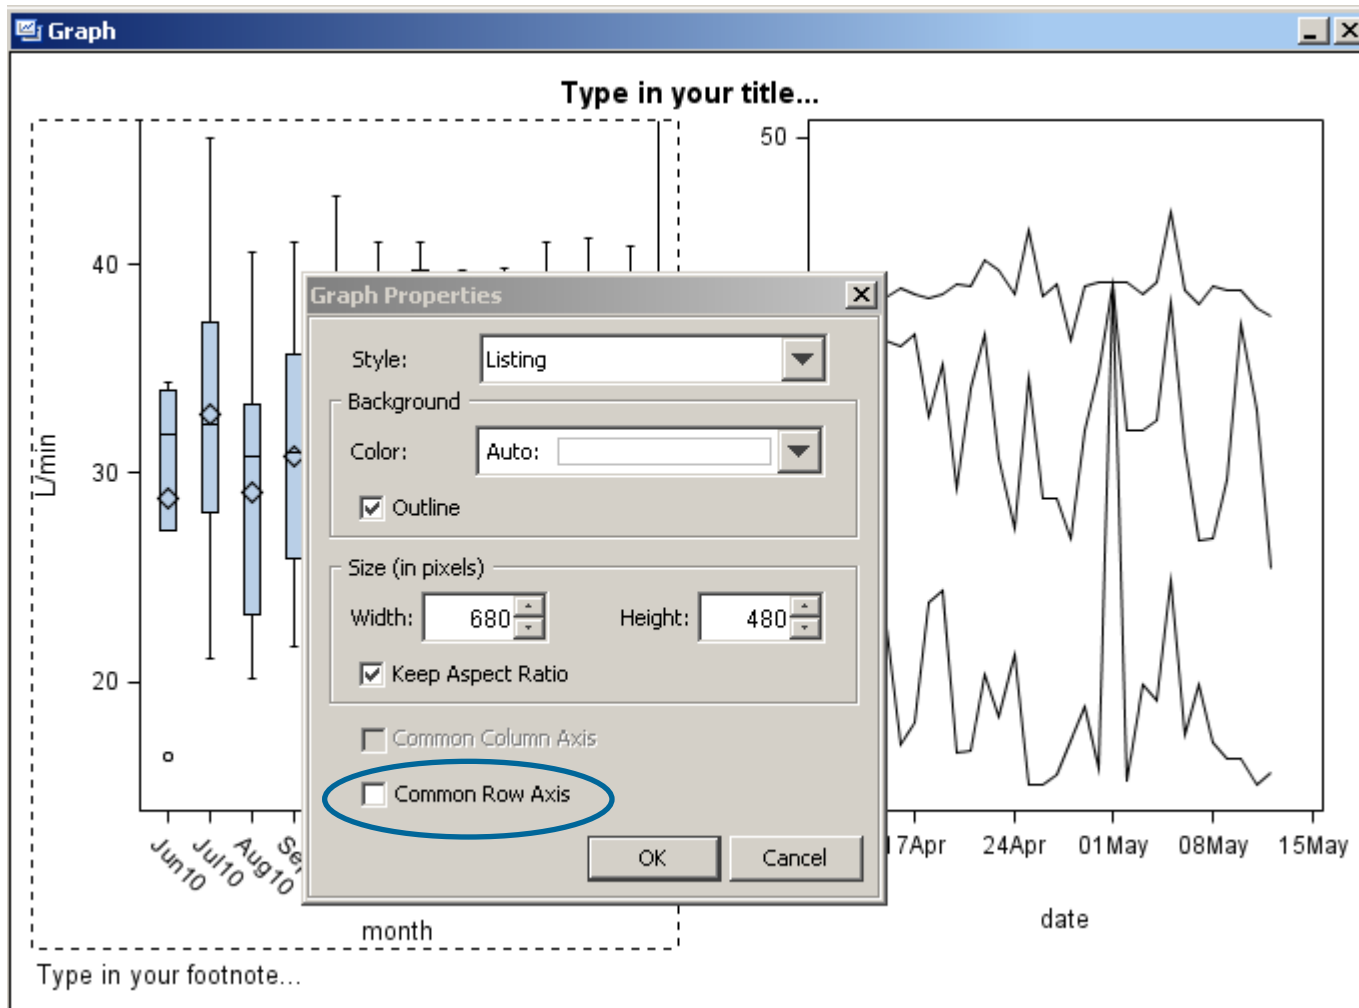 Graph
Type in your title...
50
40
30
20
L/min
Jun10 Jul10 Aug10
month
Graph Properties
Style: Listing
Background
Color: Auto:
Outline
Size (in pixels)
Width: 680 Height: 480
Keep Aspect Ratio
Common Column Axis
Common Row Axis
OK Cancel
17Apr 24Apr 01May 08May 15May
date
Type in your footnote...